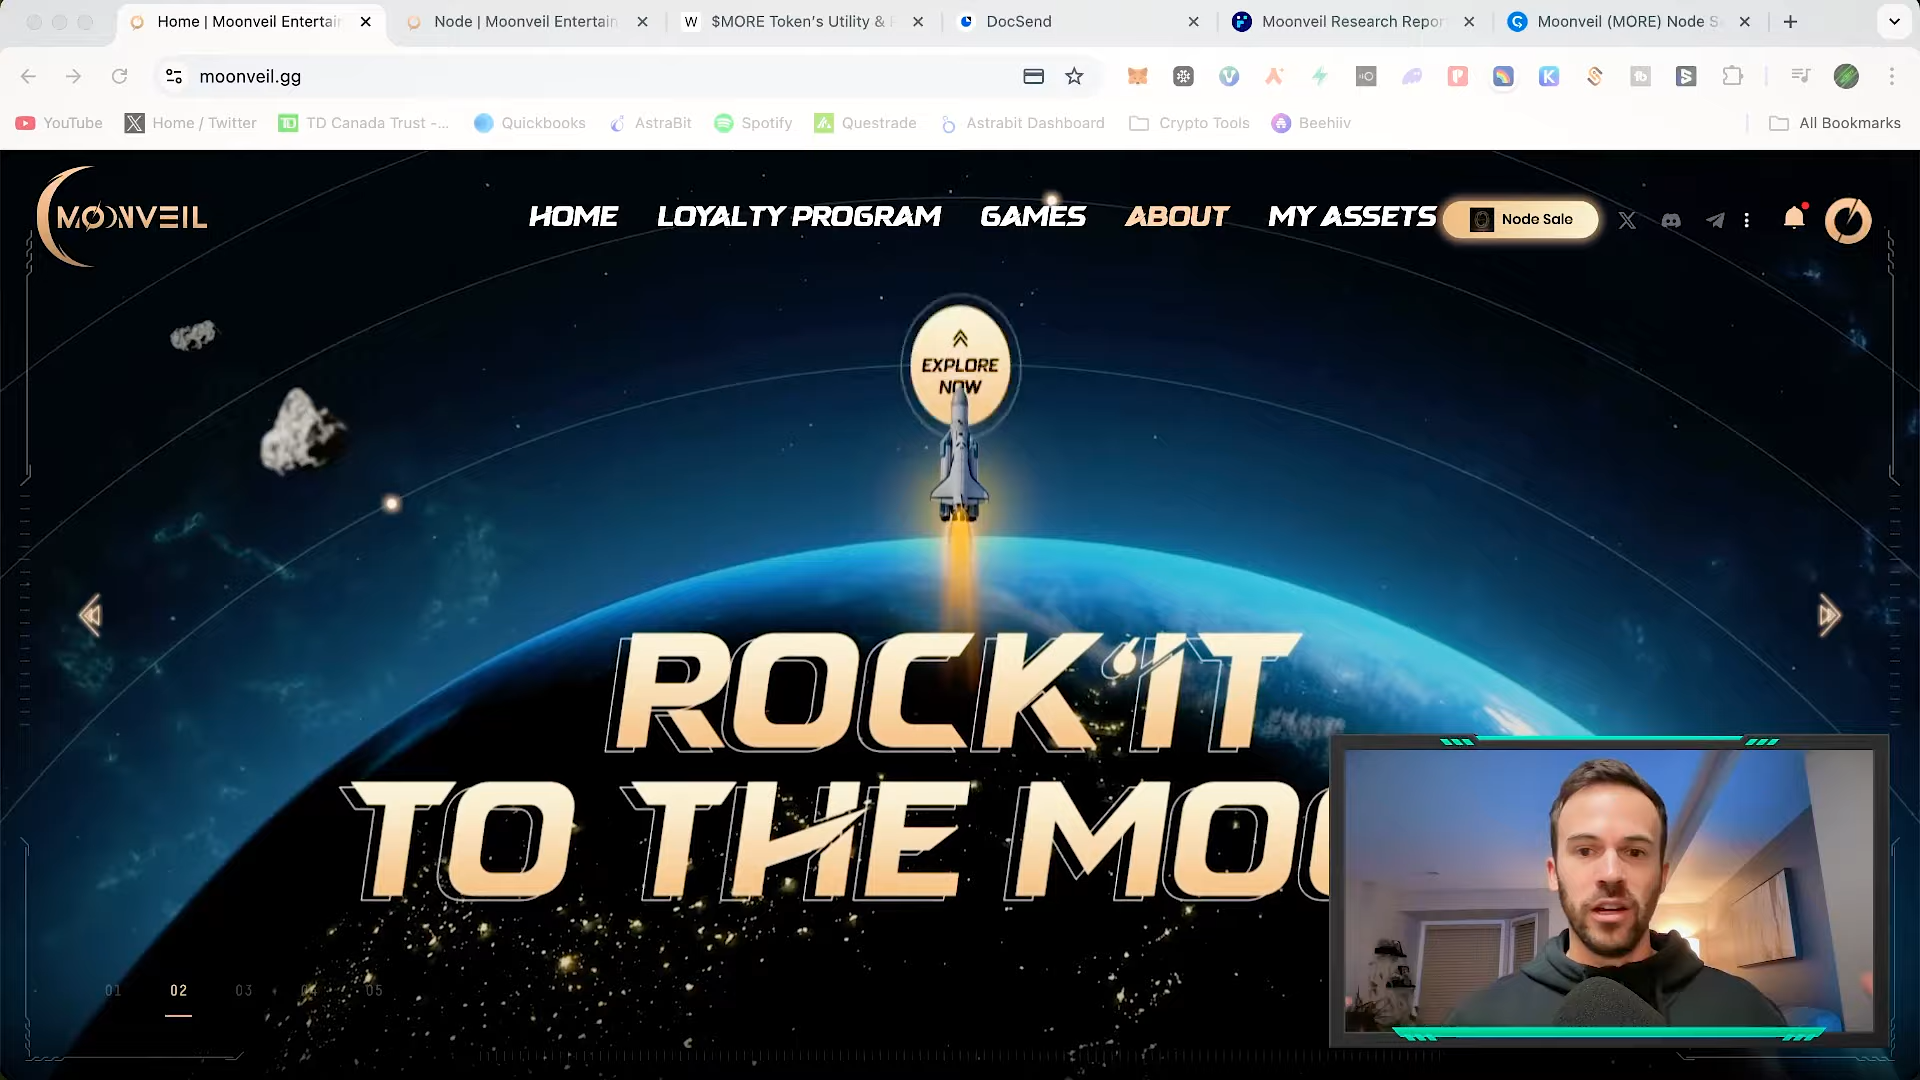 Home | Moonveil Entertain
Node | Moonveil Entertain
$MORE Token's Utility &
DocSend
Moonveil Research Repor
Moonveil (MORE) Node S
moonveil.gg
YouTube
Home / Twitter
TD Canada Trust -...
Quickbooks
AstraBit
Spotify
Questrade
Astrabit Dashboard
Crypto Tools
Beehiiv
All Bookmarks
MOONVEIL
HOME
LOYALTY PROGRAM
GAMES
ABOUT
MY ASSETS
Node Sale
EXPLORE
NOW
ROCK'IT
TO THE MOO
01
02
03
04
05